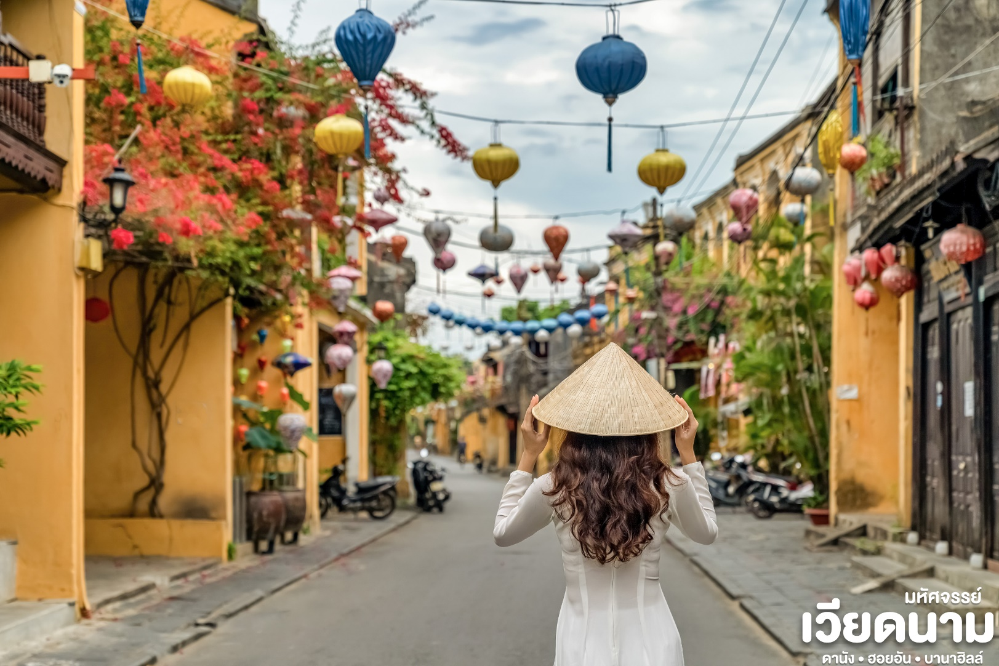 มหัศจรรย์
เวียดนาม
ดานัง • ฮอยอัน • บานาฮิลล์